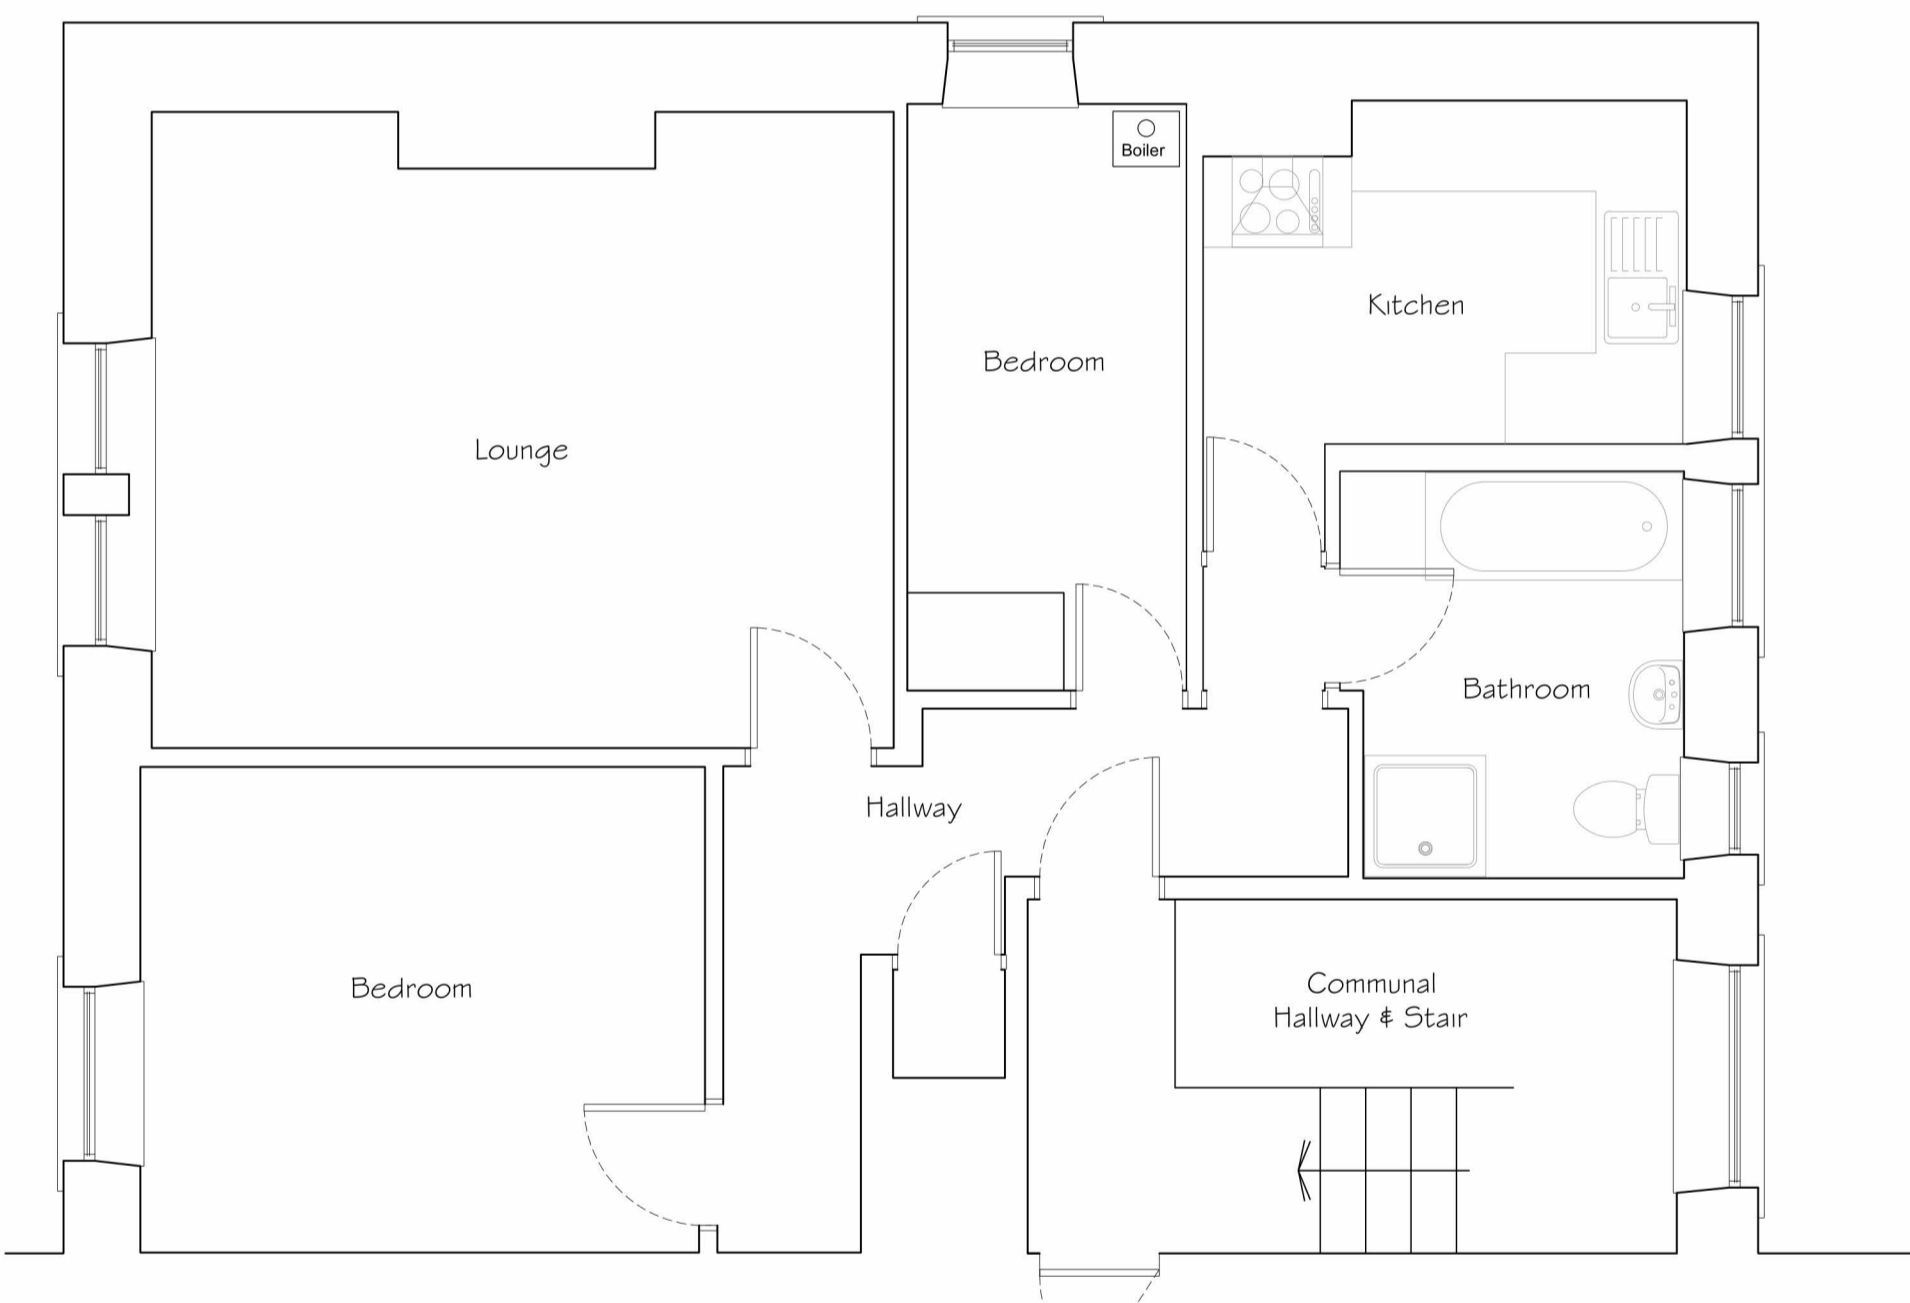 Boiler
Kitchen
Bedroom
Lounge
Bathroom
Hallway
Bedroom
Communal
Hallway & Stair